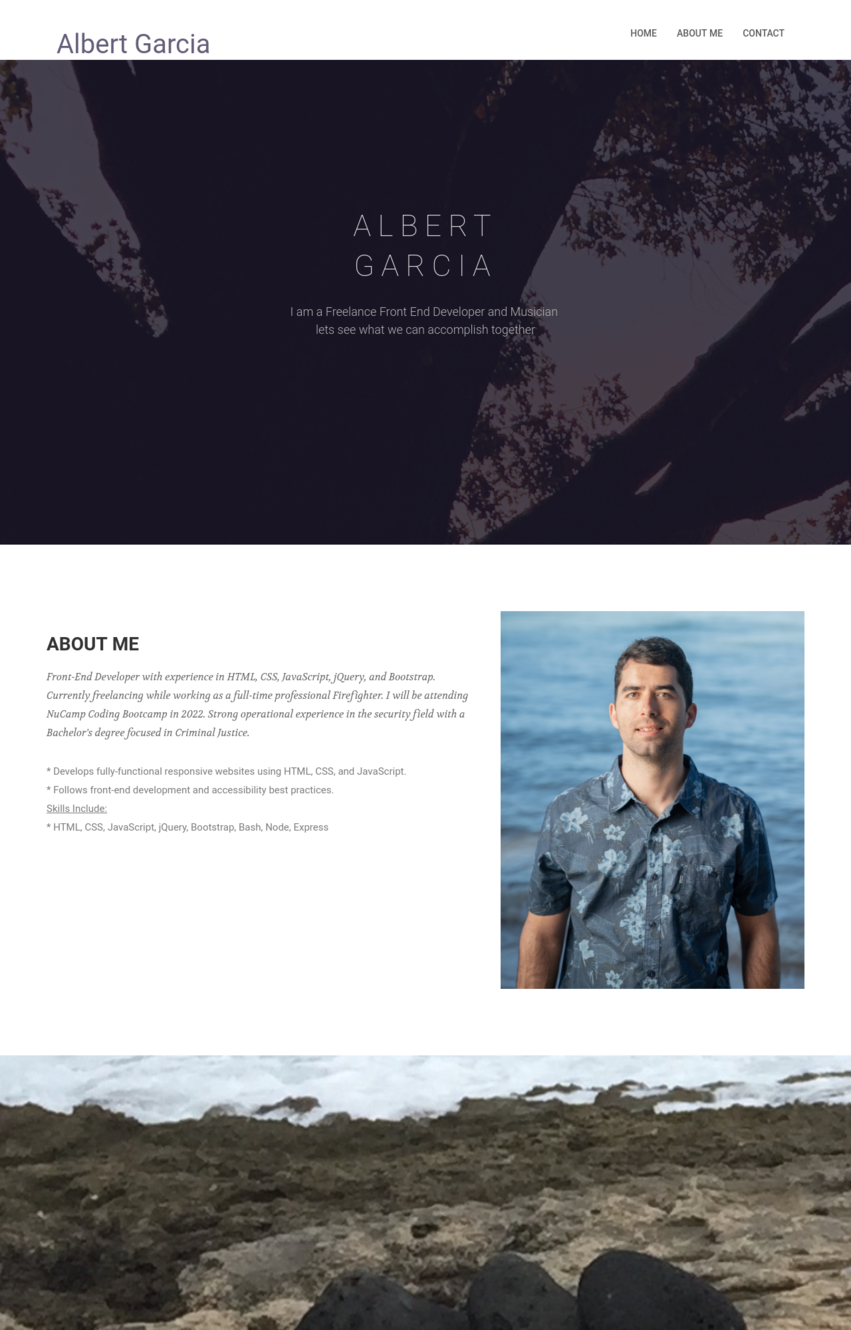 Albert Garcia
HOME ABOUT ME CONTACT
ALBERT
GARCIA
I am a Freelance Front End Developer and Musician
lets see what we can accomplish together
ABOUT ME
Front-End Developer with experience in HTML, CSS, JavaScript, jQuery, and Bootstrap.
Currently freelancing while working as a full-time professional Firefighter. I will be attending
NuCamp Coding Bootcamp in 2022. Strong operational experience in the security field with a
Bachelor's degree focused in Criminal Justice.
* Develops fully-functional responsive websites using HTML, CSS, and JavaScript.
* Follows front-end development and accessibility best practices.
Skills Include:
* HTML, CSS, JavaScript, jQuery, Bootstrap, Bash, Node, Express